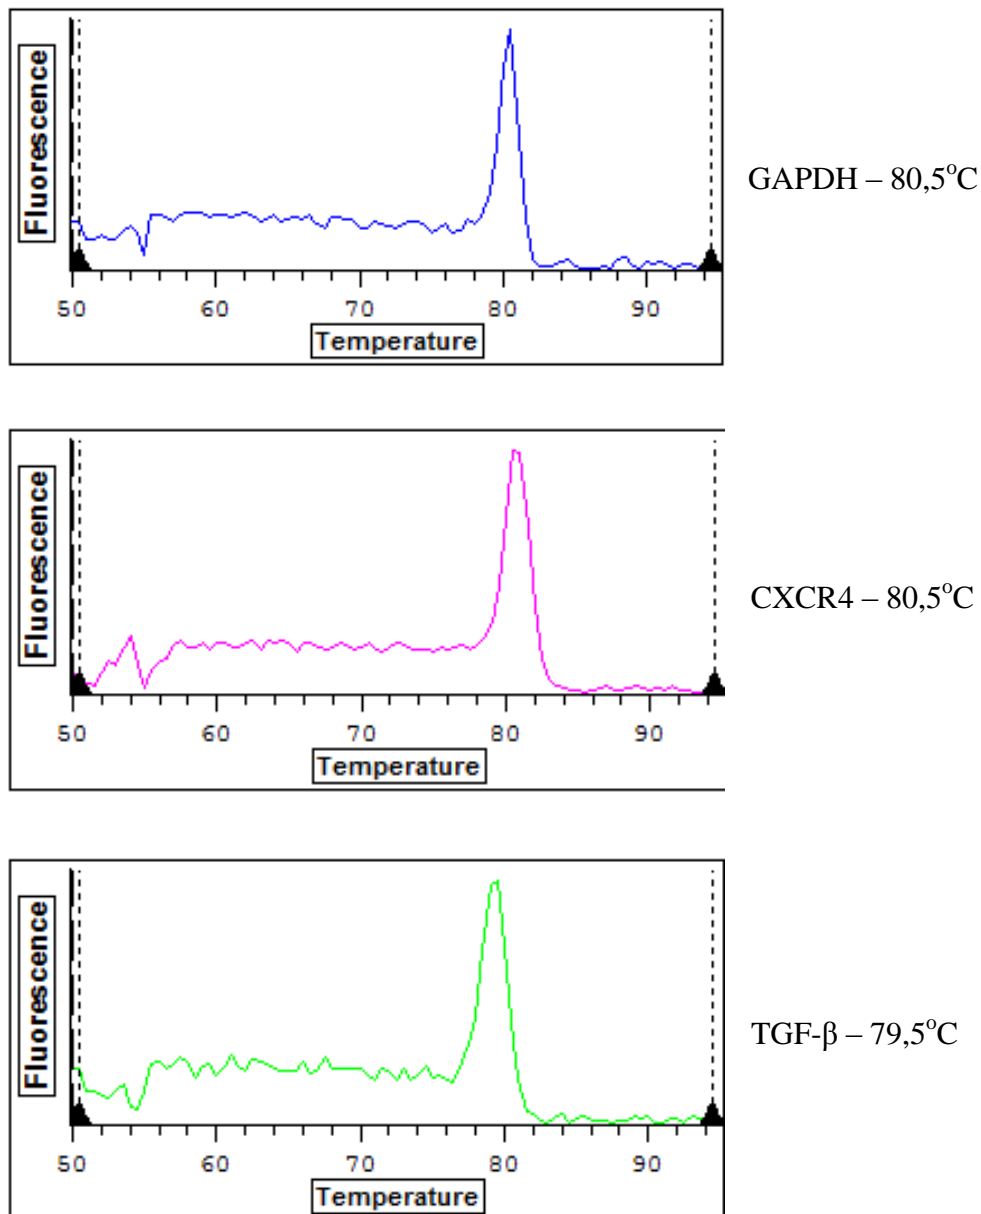 Fluorescence
GAPDH – 80,5°C
50 60 70 80 90
Temperature
Fluorescence
CXCR4 – 80,5°C
50 60 70 80 90
Temperature
Fluorescence
TGF-β – 79,5°C
50 60 70 80 90
Temperature